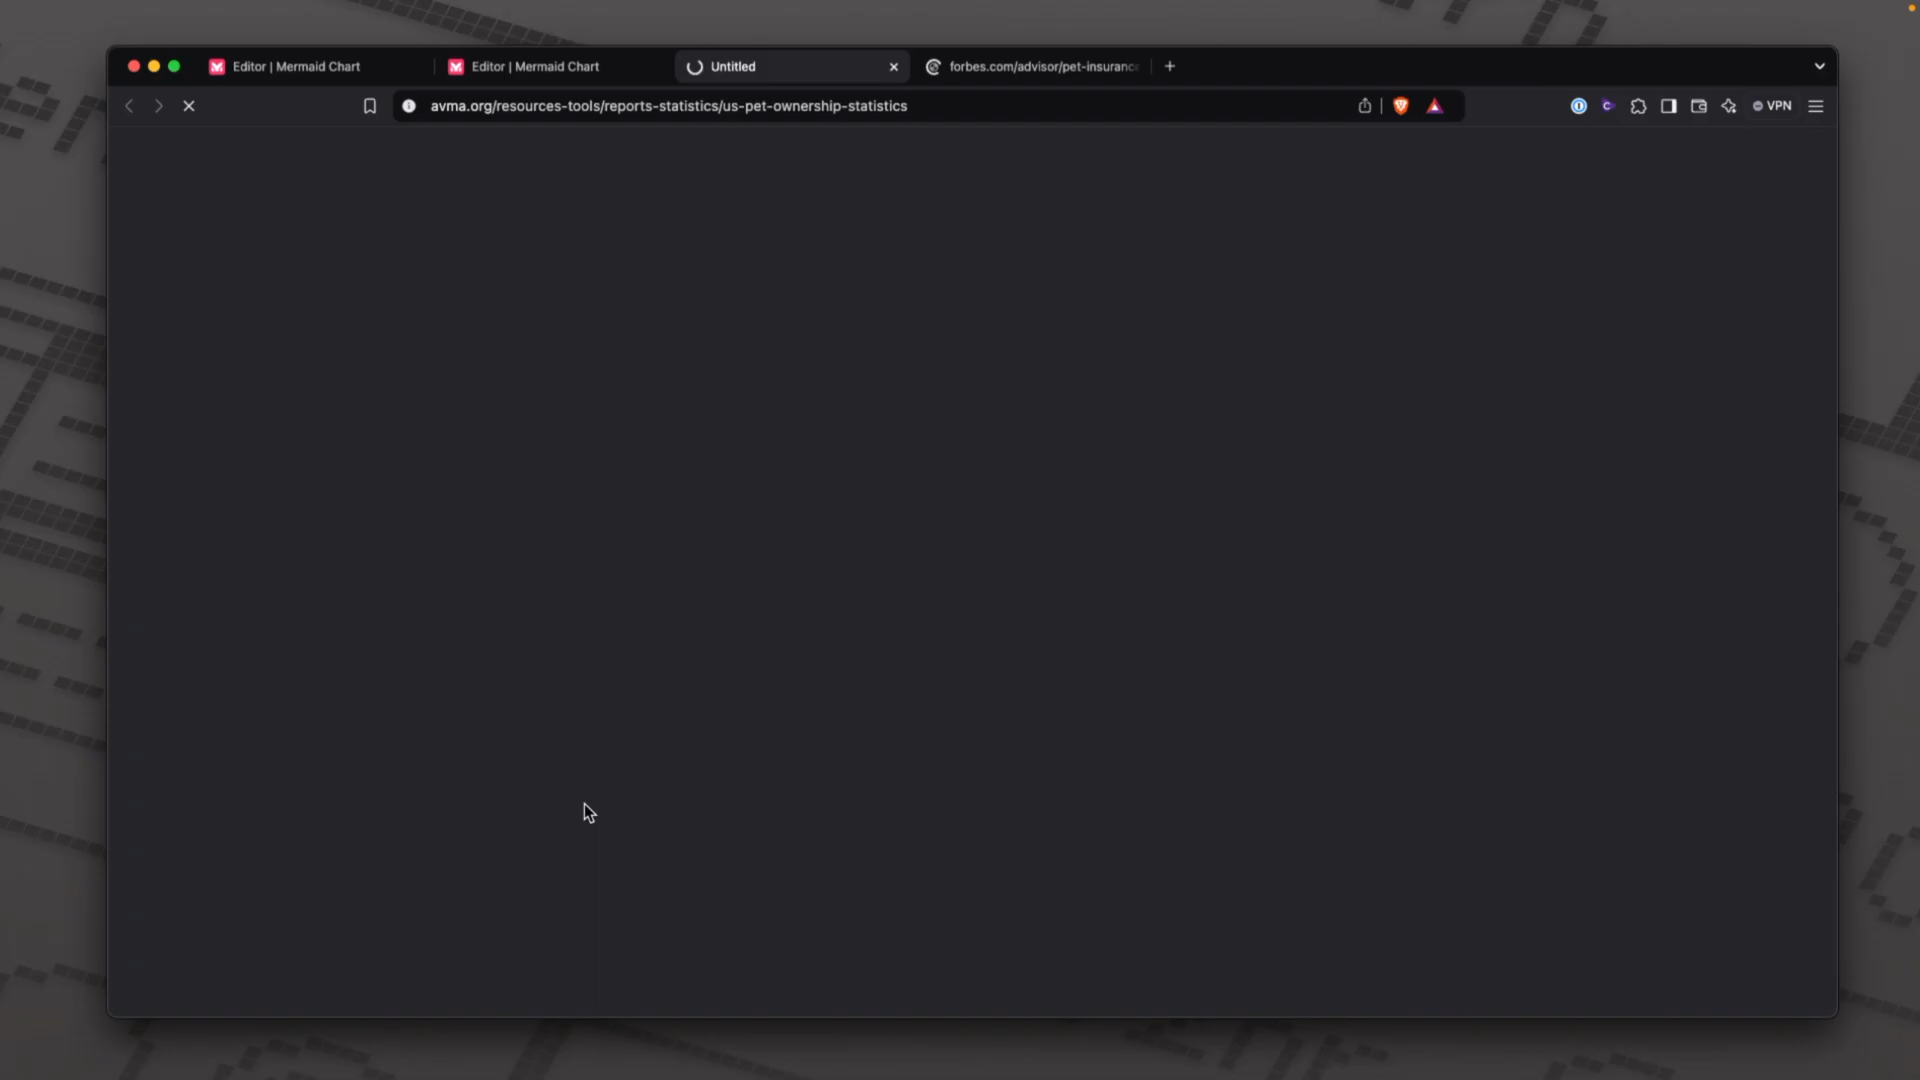 Editor | Mermaid Chart
Editor | Mermaid Chart
Untitled
forbes.com/advisor/pet-insuranc
avma.org/resources-tools/reports-statistics/us-pet-ownership-statistics
VPN